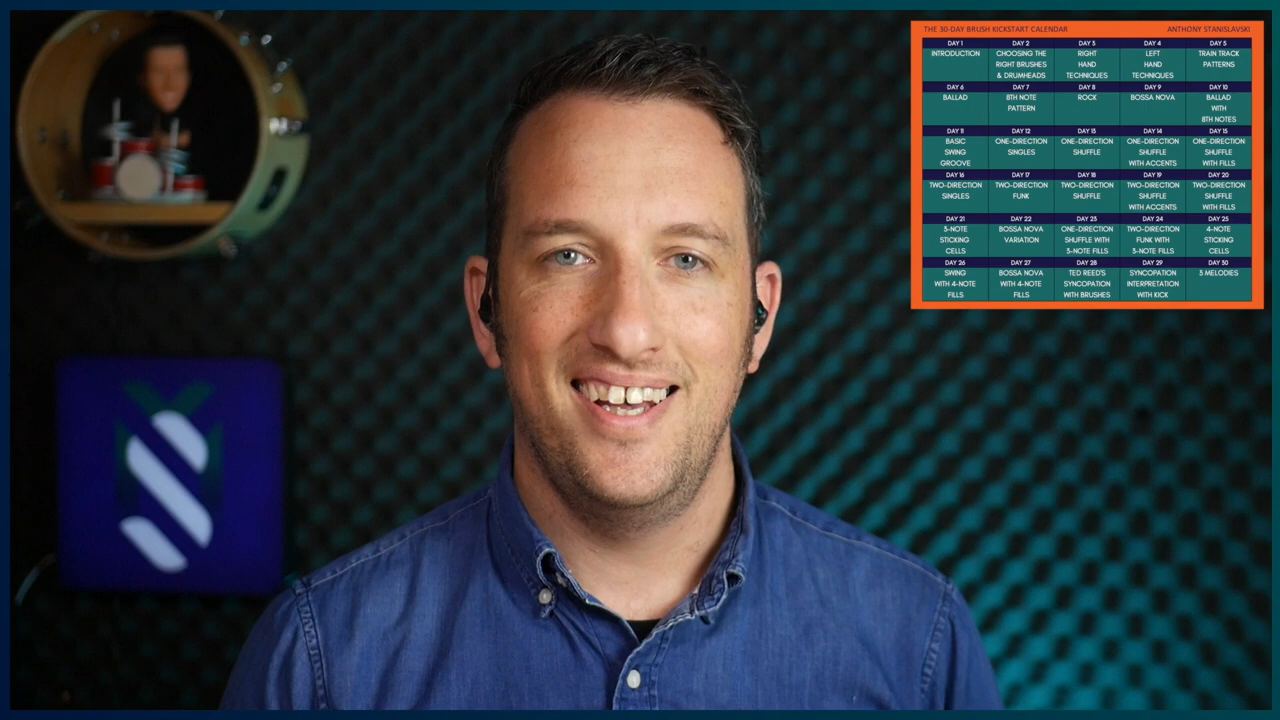 THE 30-DAY BRUSH KICKSTART CALENDAR ANTHONY STANISLAVSKI
DAY 1 DAY 2 DAY 3 DAY 4 DAY 5
INTRODUCTION CHOOSING THE RIGHT LEFT TRAIN TRACK
RIGHT BRUSHES HAND HAND PATTERNS
& DRUMHEADS TECHNIQUES TECHNIQUES
DAY 6 DAY 7 DAY 8 DAY 9 DAY 10
BALLAD 8TH NOTE ROCK BOSSA NOVA BALLAD
PATTERN WITH
8TH NOTES
DAY 11 DAY 12 DAY 13 DAY 14 DAY 15
BASIC ONE-DIRECTION ONE-DIRECTION ONE-DIRECTION ONE-DIRECTION
SWING SINGLES SHUFFLE SHUFFLE SHUFFLE
GROOVE WITH ACCENTS WITH FILLS
DAY 16 DAY 17 DAY 18 DAY 19 DAY 20
TWO-DIRECTION TWO-DIRECTION TWO-DIRECTION TWO-DIRECTION TWO-DIRECTION
SINGLES FUNK SHUFFLE SHUFFLE SHUFFLE
WITH ACCENTS WITH FILLS
DAY 21 DAY 22 DAY 23 DAY 24 DAY 25
3-NOTE BOSSA NOVA ONE-DIRECTION TWO-DIRECTION 4-NOTE
STICKING VARIATION SHUFFLE WITH FUNK WITH STICKING
CELLS 3-NOTE FILLS 3-NOTE FILLS CELLS
DAY 26 DAY 27 DAY 28 DAY 29 DAY 30
SWING BOSSA NOVA TED REED'S SYNCOPATION 3 MELODIES
WITH 4-NOTE WITH 4-NOTE SYNCOPATION INTERPRETATION
FILLS FILLS WITH BRUSHES WITH KICK